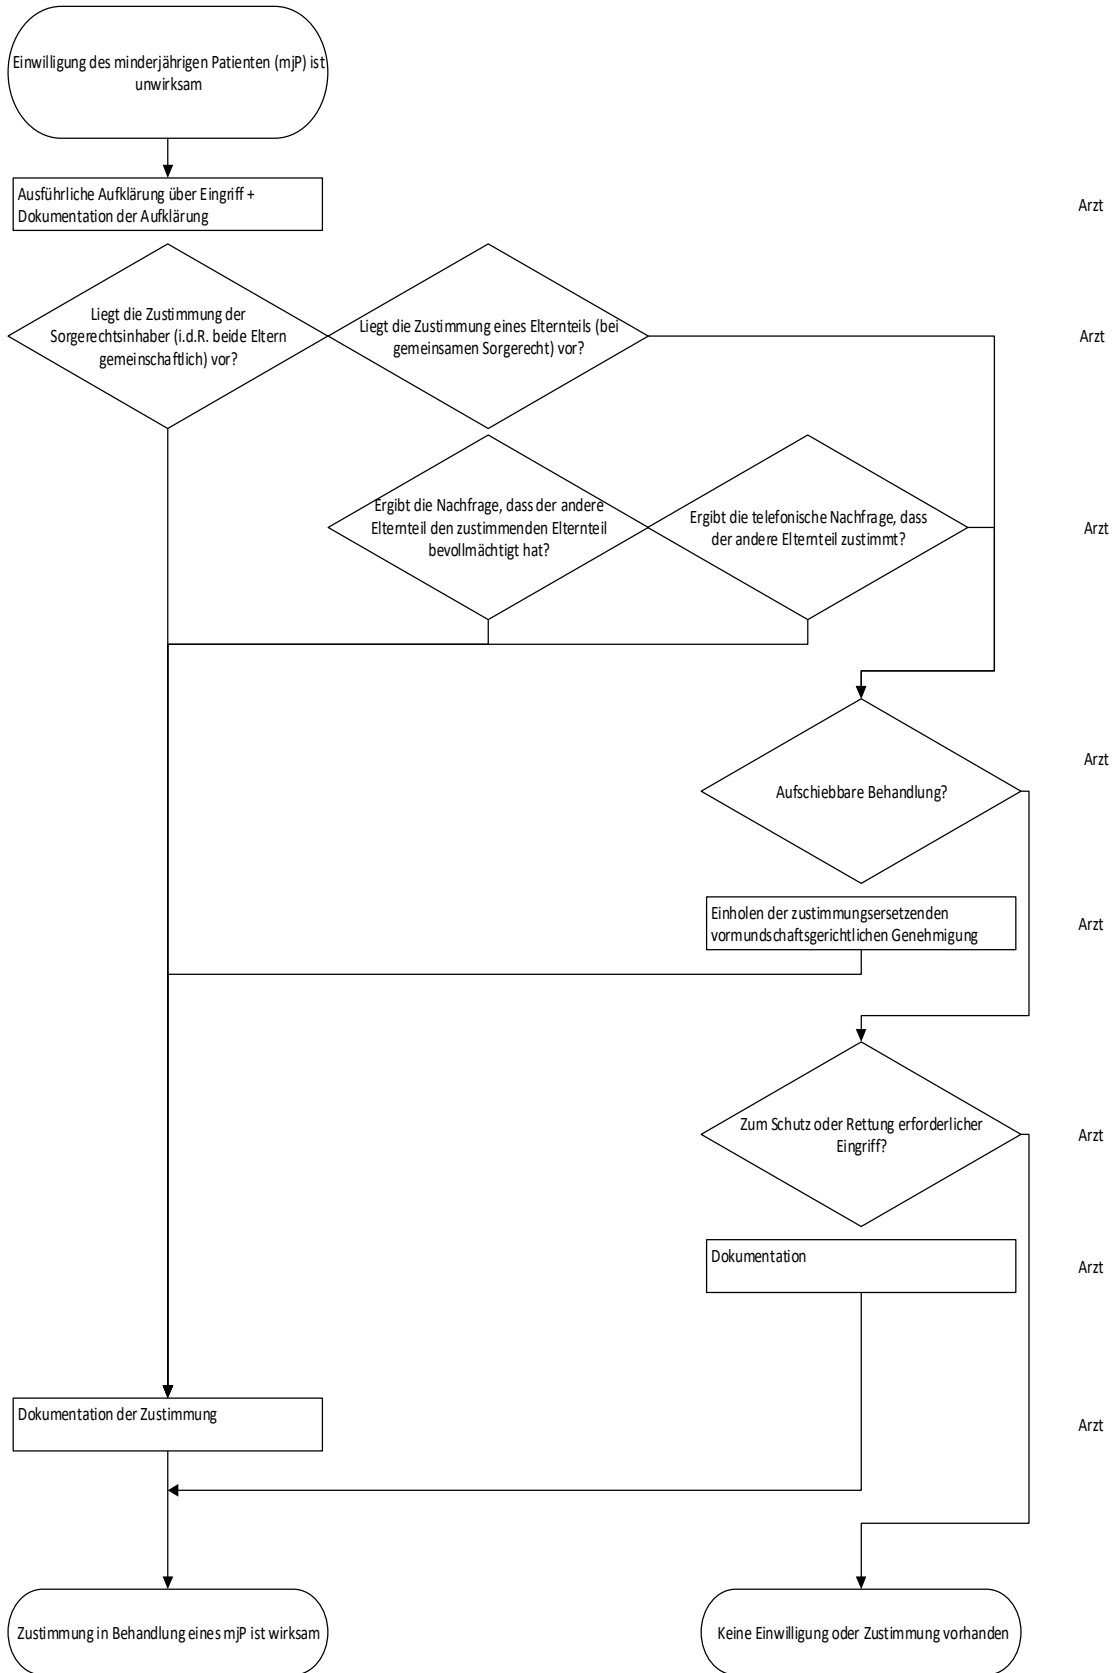 Einwilligung des minderjährigen Patienten (mjP) ist
unwirksam
Ausführliche Aufklärung über Eingriff +
Dokumentation der Aufklärung
Arzt
Liegt die Zustimmung der
Sorgerechtsinhaber (i.d.R. beide Eltern
gemeinschaftlich) vor?
Liegt die Zustimmung eines Elternteils (bei
gemeinsamen Sorgerecht) vor?
Arzt
Ergibt die Nachfrage, dass der andere
Elternteil den zustimmenden Elternteil
bevollmächtigt hat?
Ergibt die telefonische Nachfrage, dass
der andere Elternteil zustimmt?
Arzt
Aufschiebbare Behandlung?
Arzt
Einholen der zustimmungsersetzenden
vormundschaftsgerichtlichen Genehmigung
Arzt
Zum Schutz oder Rettung erforderlicher
Eingriff?
Arzt
Dokumentation
Arzt
Dokumentation der Zustimmung
Arzt
Zustimmung in Behandlung eines mjP ist wirksam
Keine Einwilligung oder Zustimmung vorhanden